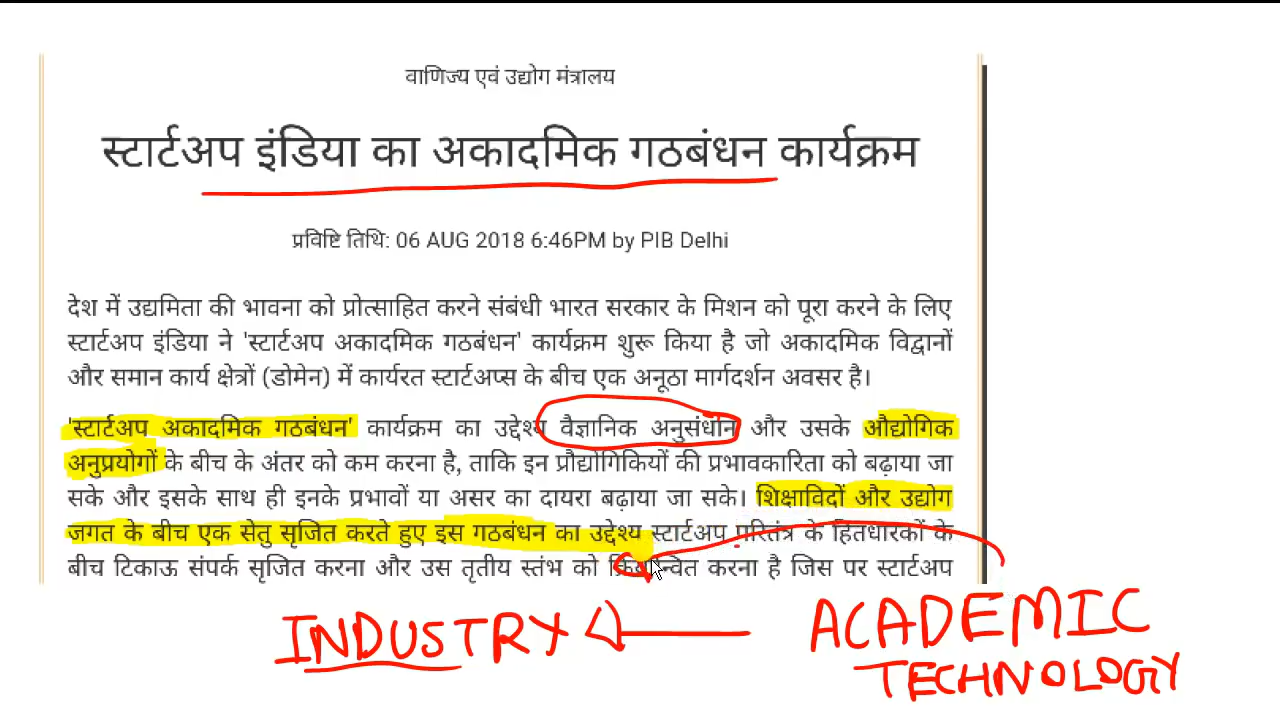 वाणिज्य एवं उद्योग मंत्रालय
स्टार्टअप इंडिया का अकादमिक गठबंधन कार्यक्रम
प्रविष्टि तिथि: 06 AUG 2018 6:46PM by PIB Delhi
देश में उद्यमिता की भावना को प्रोत्साहित करने संबंधी भारत सरकार के मिशन को पूरा करने के लिए
स्टार्टअप इंडिया ने 'स्टार्टअप अकादमिक गठबंधन' कार्यक्रम शुरू किया है जो अकादमिक विद्वानों
और समान कार्य क्षेत्रों (डोमेन) में कार्यरत स्टार्टअप्स के बीच एक अनूठा मार्गदर्शन अवसर है।
'स्टार्टअप अकादमिक गठबंधन' कार्यक्रम का उद्देश्य वैज्ञानिक अनुसंधान और उसके औद्योगिक
अनुप्रयोगों के बीच के अंतर को कम करना है, ताकि इन प्रौद्योगिकियों की प्रभावकारिता को बढ़ाया जा
सके और इसके साथ ही इनके प्रभावों या असर का दायरा बढ़ाया जा सके। शिक्षाविदों और उद्योग
जगत के बीच एक सेतु सृजित करते हुए इस गठबंधन का उद्देश्य स्टार्टअप परितंत्र के हितधारकों के
बीच टिकाऊ संपर्क सृजित करना और उस तृतीय स्तंभ को क्रियान्वित करना है जिस पर स्टार्टअप
INDUSTRY ACADEMIC
TECHNOLOGY